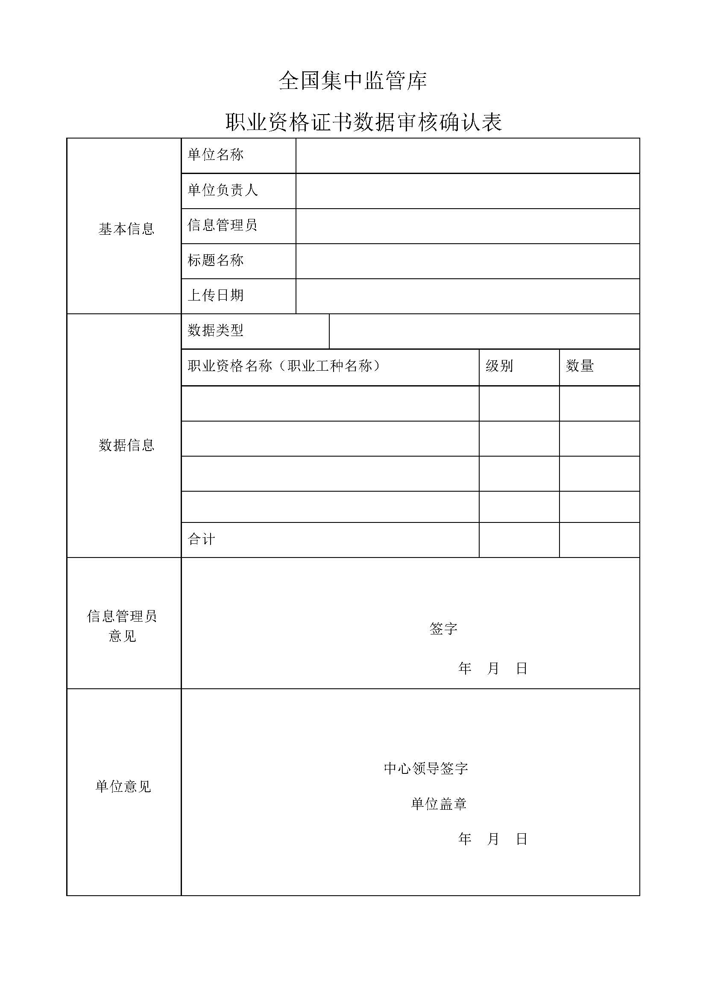 全国集中监管库
职业资格证书数据审核确认表
基本信息
单位名称
单位负责人
信息管理员
标题名称
上传日期
数据信息
数据类型
职业资格名称（职业工种名称） 级别 数量
合计
信息管理员
意见
签字
年 月 日
单位意见
中心领导签字
单位盖章
年 月 日